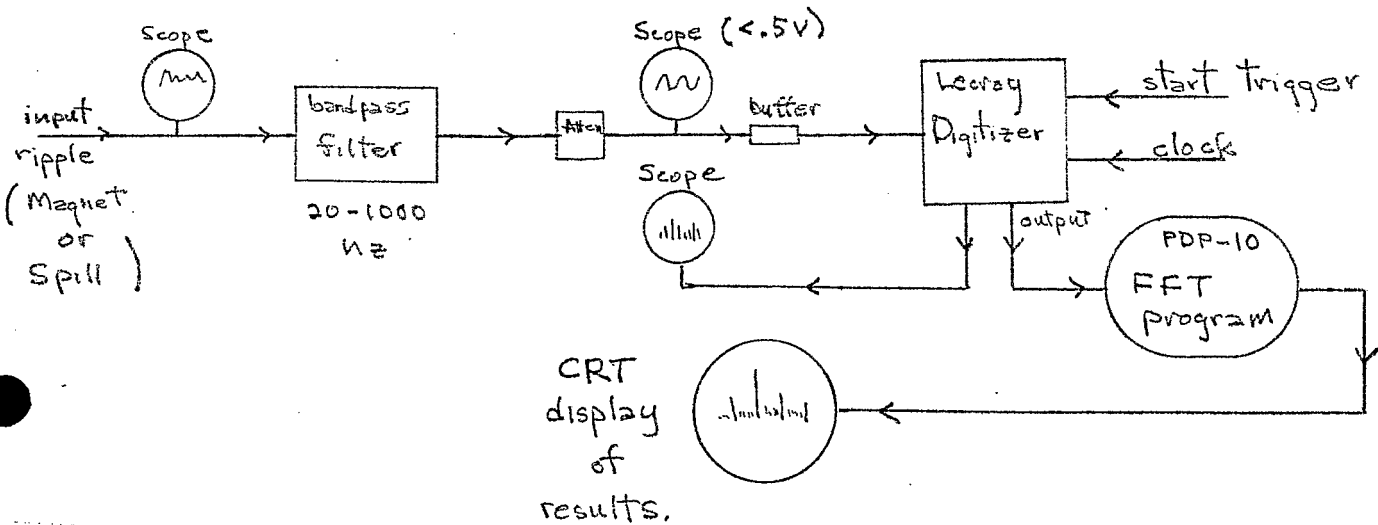 Scope
input
ripple
(Magnet
or
Spill)
bandpass
filter
20-1000
Hz
Atten
Scope (<.5V)
buffer
Lecroy
Digitizer
start trigger
clock
Scope
output
PDP-10
FFT
program
CRT
display
of
results.